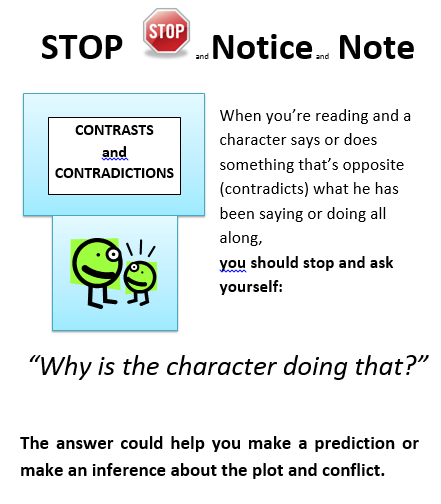 STOP STOP and Notice and Note
CONTRASTS
and
CONTRADICTIONS
When you're reading and a
character says or does
something that's opposite
(contradicts) what he has
been saying or doing all
along,
you should stop and ask
yourself:
“Why is the character doing that?”
The answer could help you make a prediction or
make an inference about the plot and conflict.